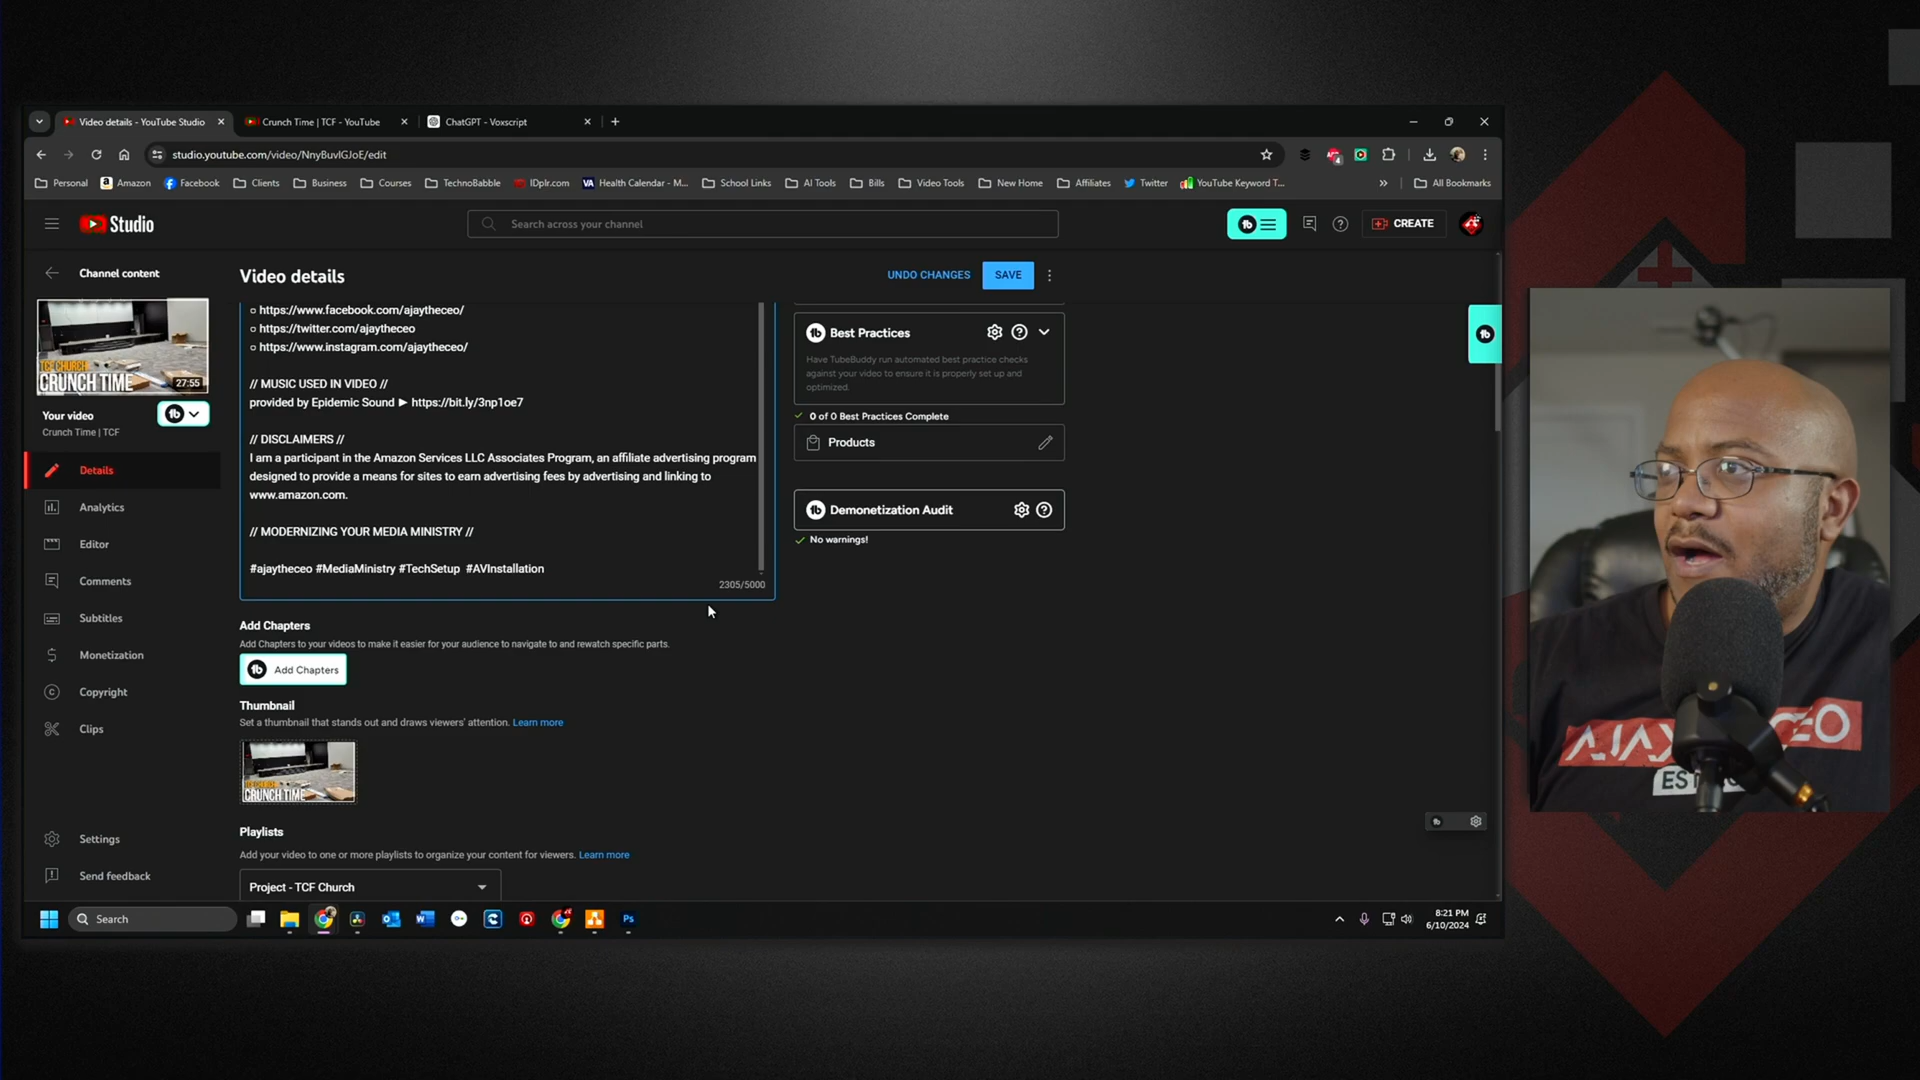 Video details - YouTube Studio
Crunch Time | TCF - YouTube
ChatGPT - Voxscript
studio.youtube.com/video/NnyBuvlGJoE/edit
Personal
Amazon
Facebook
Clients
Business
Courses
TechnoBabble
IDplr.com
VA
Health Calendar - M...
School Links
AI Tools
Bills
Video Tools
New Home
Affiliates
Twitter
YouTube Keyword T...
All Bookmarks
Studio
Search across your channel
CREATE
Channel content
Video details
UNDO CHANGES
SAVE
TCF CHURCH
CRUNCH TIME
27:55
Your video
Crunch Time | TCF
Details
Analytics
Editor
Comments
Subtitles
Monetization
Copyright
Clips
Settings
Send feedback
○ https://www.facebook.com/ajaytheceo/
○ https://twitter.com/ajaytheceo
○ https://www.instagram.com/ajaytheceo/
// MUSIC USED IN VIDEO //
provided by Epidemic Sound ► https://bit.ly/3np1oe7
// DISCLAIMERS //
I am a participant in the Amazon Services LLC Associates Program, an affiliate advertising program
designed to provide a means for sites to earn advertising fees by advertising and linking to
www.amazon.com.
// MODERNIZING YOUR MEDIA MINISTRY //
#ajaytheceo #MediaMinistry #TechSetup #AVInstallation
2305/5000
Add Chapters
Add Chapters to your videos to make it easier for your audience to navigate to and rewatch specific parts.
Add Chapters
Thumbnail
Set a thumbnail that stands out and draws viewers' attention. Learn more
CRUNCH TIME
Playlists
Add your video to one or more playlists to organize your content for viewers. Learn more
Project - TCF Church
Best Practices
Have TubeBuddy run automated best practice checks
against your video to ensure it is properly set up and
optimized.
0 of 0 Best Practices Complete
Products
Demonetization Audit
No warnings!
Search
Ps
8:21 PM
6/10/2024